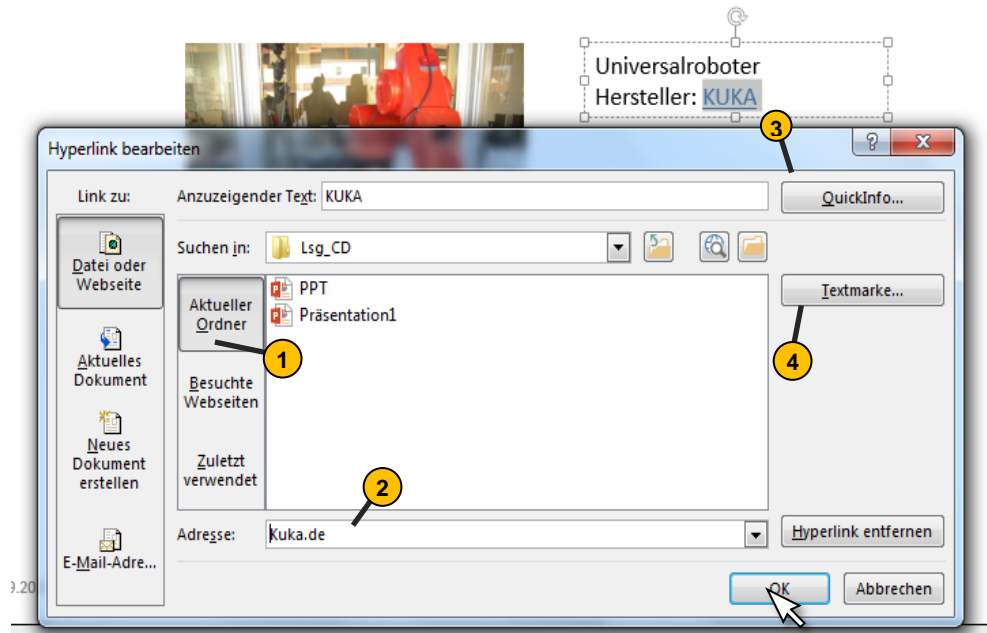 Universalroboter
Hersteller: KUKA
3
Hyperlink bearbeiten
?
X
Link zu:
Anzuzeigender Text: KUKA
QuickInfo...
Suchen in: Lsg_CD
Datei oder
Webseite
Aktueller
Ordner
PPT
Präsentation1
Textmarke...
1
4
Aktuelles
Dokument
Besuchte
Webseiten
Neues
Dokument
erstellen
Zuletzt
verwendet
2
Adresse: Kuka.de
Hyperlink entfernen
E-Mail-Adre...
9.20
OK
Abbrechen